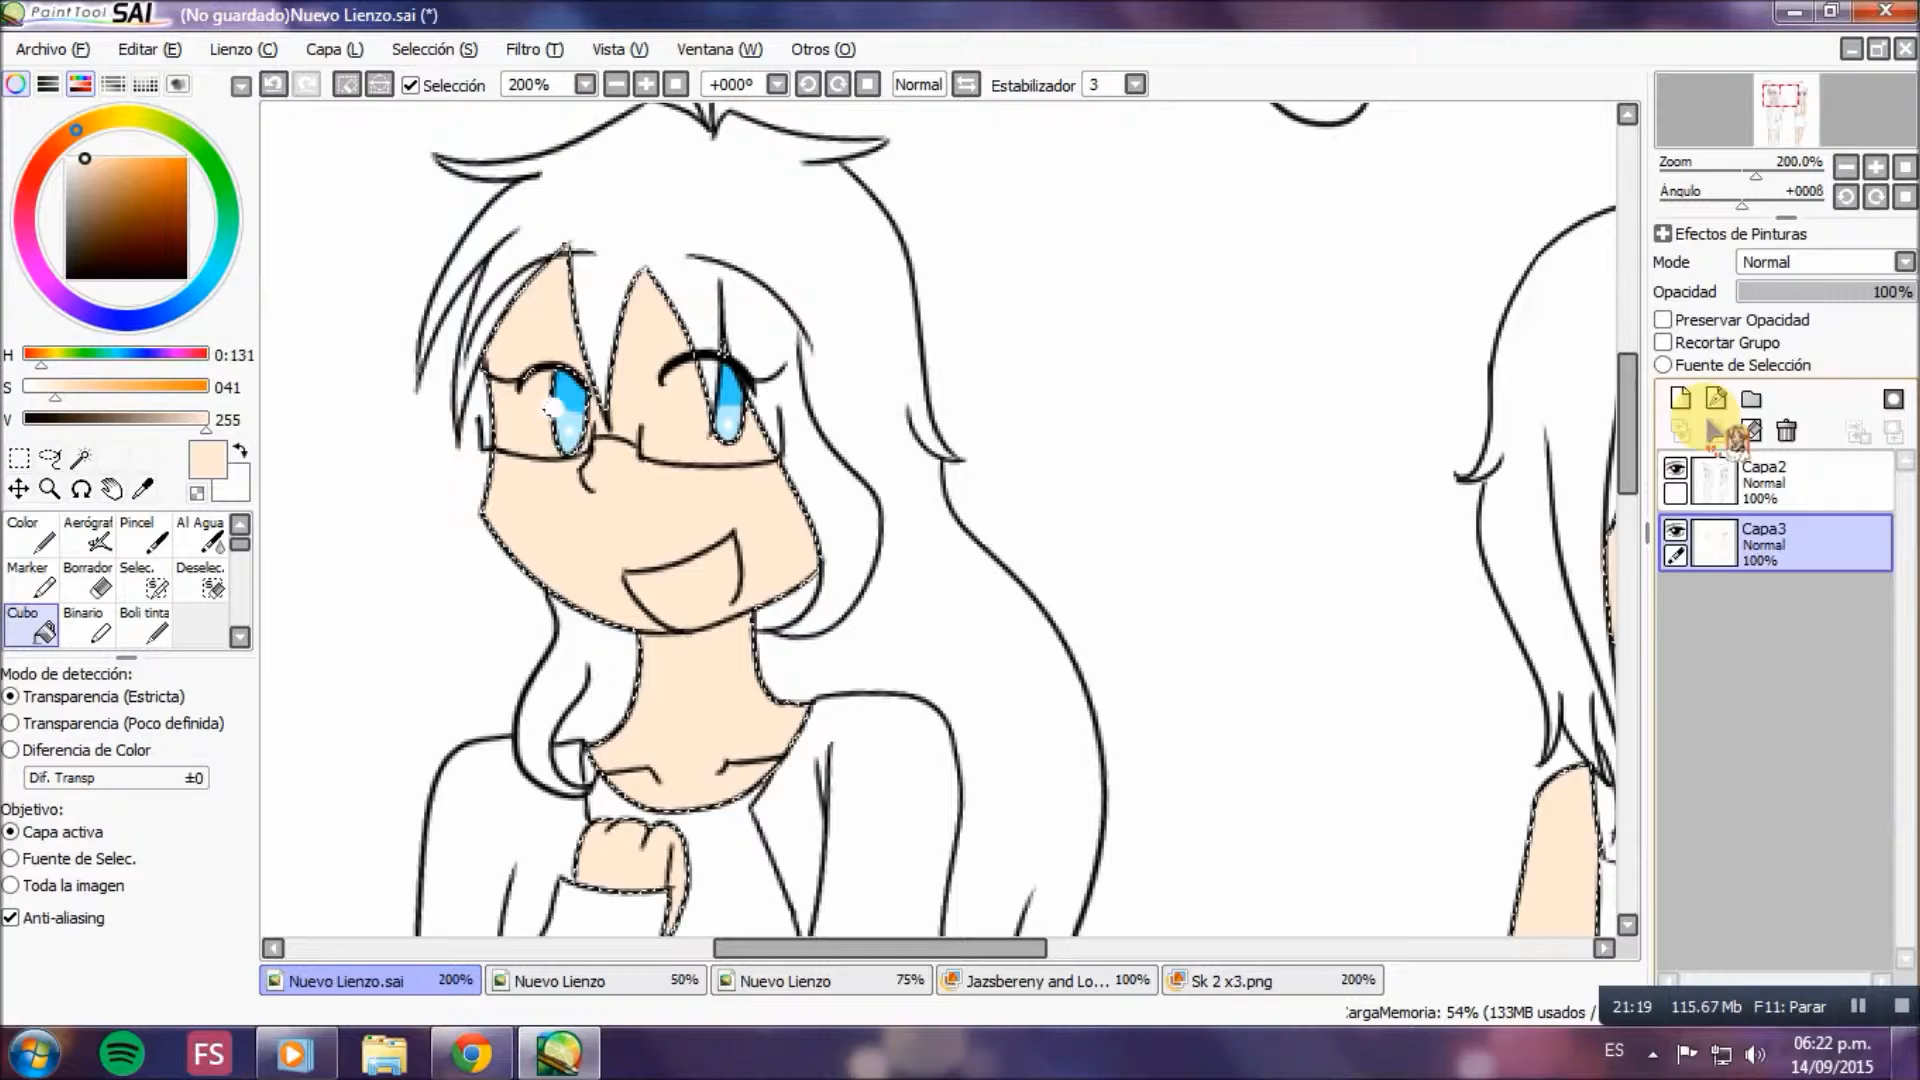 PaintTool SAI (No guardado)Nuevo Lienzo.sai (*)
Archivo (F) Editar (E) Lienzo (C) Capa (L) Selección (S) Filtro (T) Vista (V) Ventana (W) Otros (O)
Selección 200% +000º Normal Estabilizador 3
Zoom 200.0%
Ángulo +000ß
Efectos de Pinturas
Mode Normal
Opacidad 100%
Preservar Opacidad
Recortar Grupo
Fuente de Selección
H 0:131
S 041
V 255
Capa2
Normal
100%
Capa3
Normal
100%
Color Aerógraf Pincel Al Agua
Marker Borrador Selec. Deselec.
Cubo Binario Boli tinta
Modo de detección:
Transparencia (Estricta)
Transparencia (Poco definida)
Diferencia de Color
Dif. Transp ±0
Objetivo:
Capa activa
Fuente de Selec.
Toda la imagen
Anti-aliasing
Nuevo Lienzo.sai 200% Nuevo Lienzo 50% Nuevo Lienzo 75% Jazsbereny and Lo... 100% Sk 2 x3.png 200%
CargaMemoria: 54% (133MB usados /
21:19 115.67 Mb F11: Parar
FS
ES
06:22 p.m.
14/09/2015